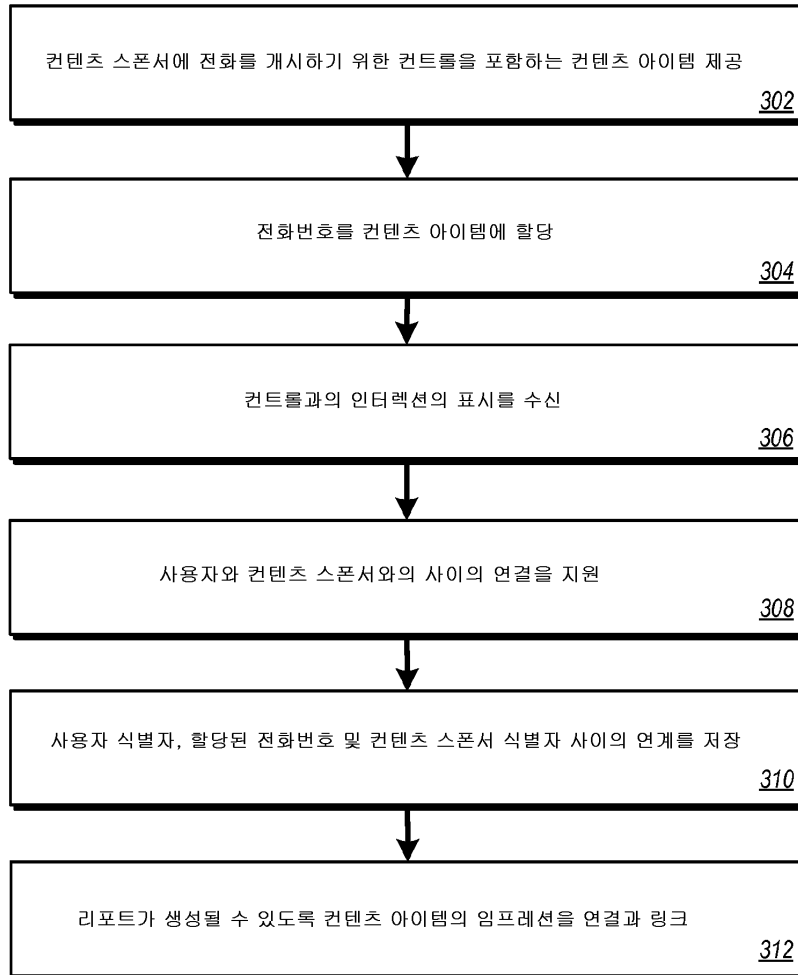 컨텐츠 스폰서에 전화를 개시하기 위한 컨트롤을 포함하는 컨텐츠 아이템 제공
302
전화번호를 컨텐츠 아이템에 할당
304
컨트롤과의 인터렉션의 표시를 수신
306
사용자와 컨텐츠 스폰서와의 사이의 연결을 지원
308
사용자 식별자, 할당된 전화번호 및 컨텐츠 스폰서 식별자 사이의 연계를 저장
310
리포트가 생성될 수 있도록 컨텐츠 아이템의 임프레션을 연결과 링크
312